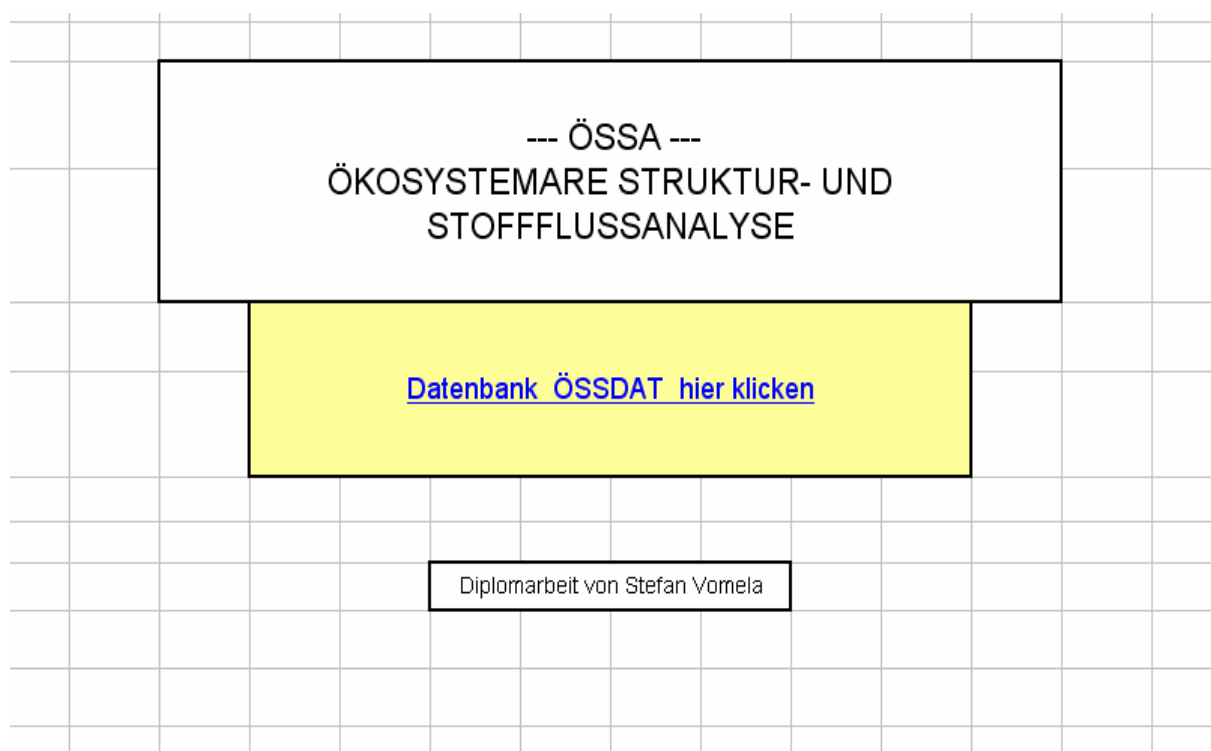 --- ÖSSA ---
ÖKOSYSTEMARE STRUKTUR- UND
STOFFFLUSSANALYSE
Datenbank ÖSSDAT hier klicken
Diplomarbeit von Stefan Vomela